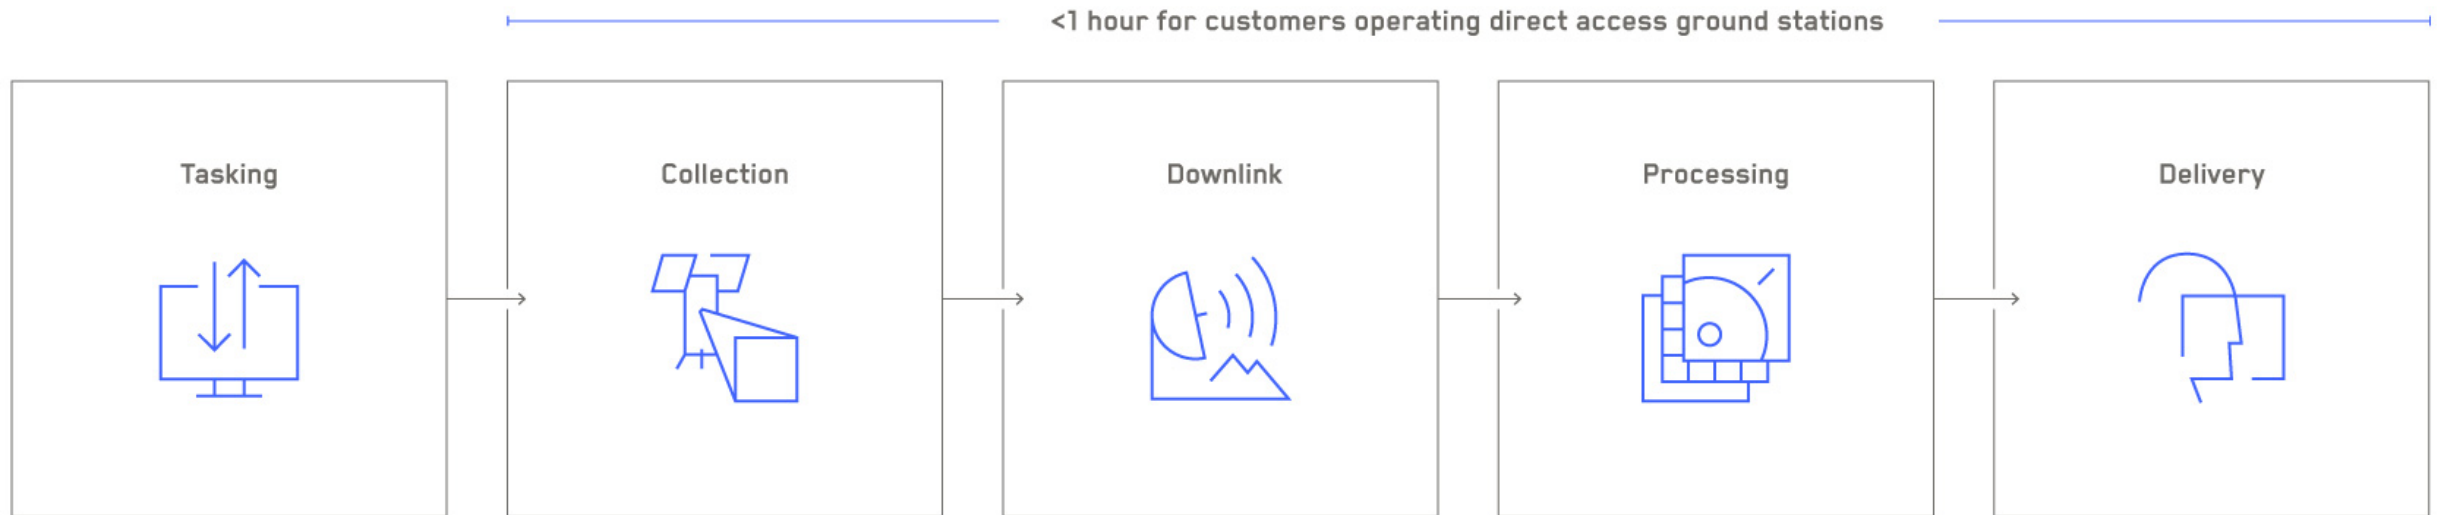 <1 hour for customers operating direct access ground stations
Tasking
Collection
Downlink
Processing
Delivery